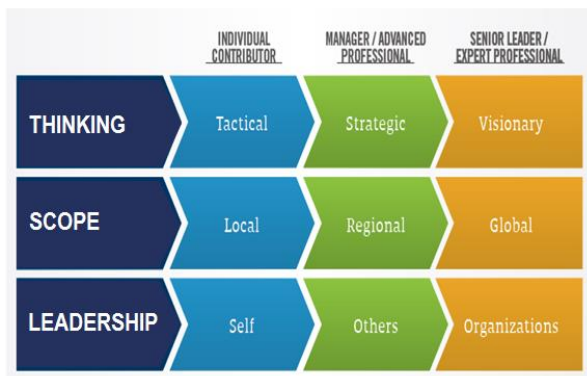 INDIVIDUAL
CONTRIBUTOR
MANAGER / ADVANCED
PROFESSIONAL
SENIOR LEADER /
EXPERT PROFESSIONAL
THINKING
Tactical
Strategic
Visionary
SCOPE
Local
Regional
Global
LEADERSHIP
Self
Others
Organizations